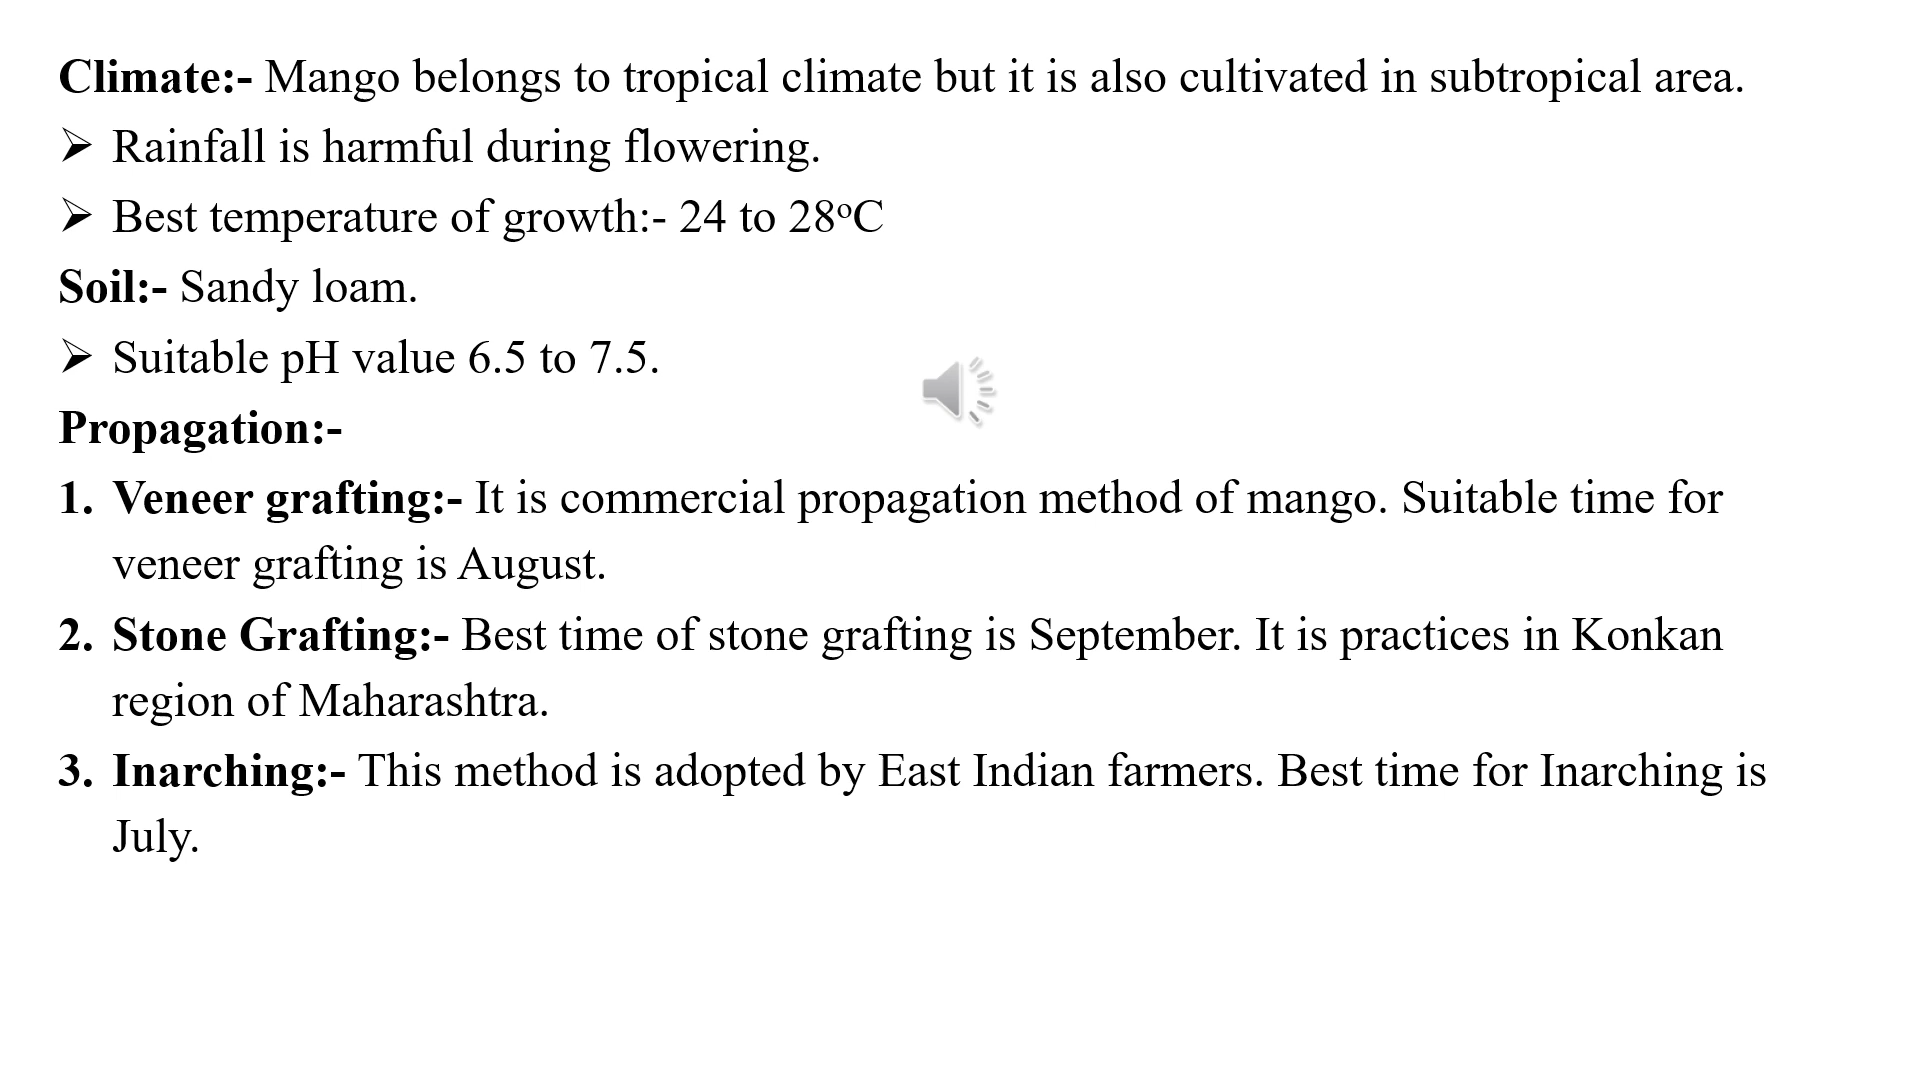 Climate:- Mango belongs to tropical climate but it is also cultivated in subtropical area.
➢ Rainfall is harmful during flowering.
➢ Best temperature of growth:- 24 to 28ºC
Soil:- Sandy loam.
➢ Suitable pH value 6.5 to 7.5.
Propagation:-
1. Veneer grafting:- It is commercial propagation method of mango. Suitable time for
veneer grafting is August.
2. Stone Grafting:- Best time of stone grafting is September. It is practices in Konkan
region of Maharashtra.
3. Inarching:- This method is adopted by East Indian farmers. Best time for Inarching is
July.